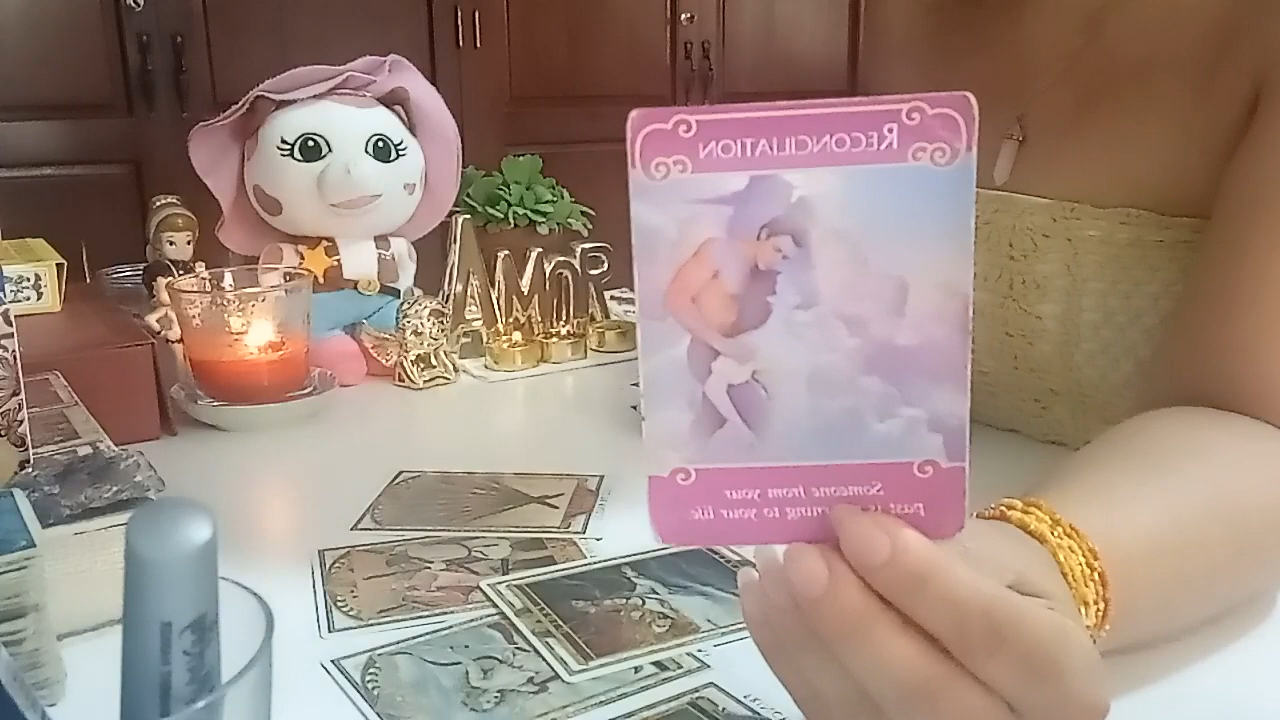 AMOR
RECONCILIATION
Someone from your
Past is returning to your life.